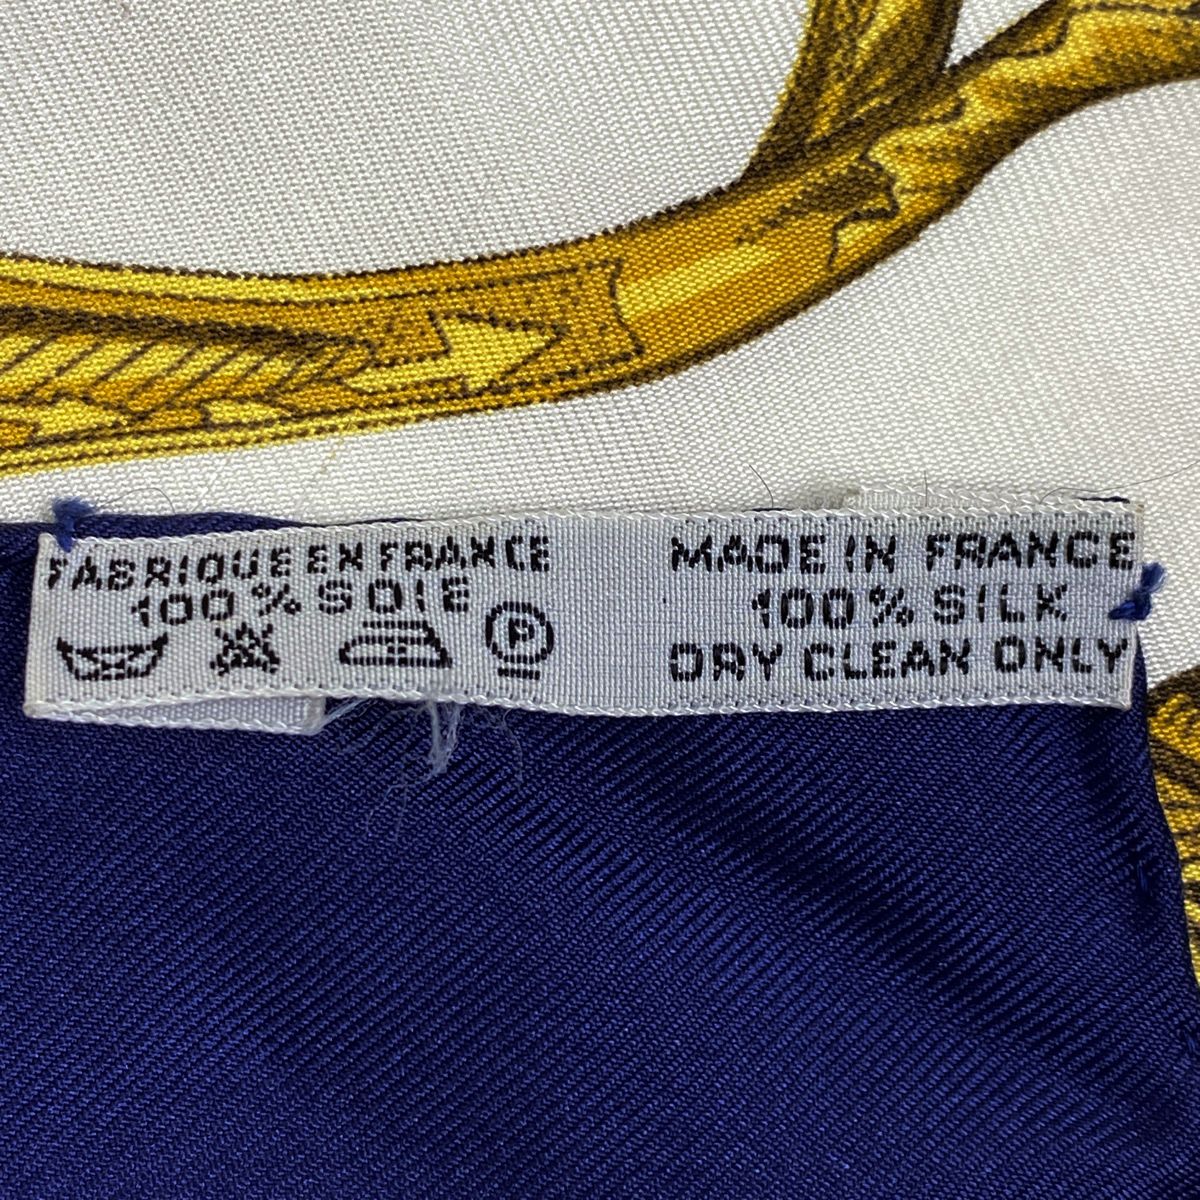 FABRIQUE EN FRANCE
100% SOIE
P
MADE IN FRANCE
100% SILK
DRY CLEAN ONLY